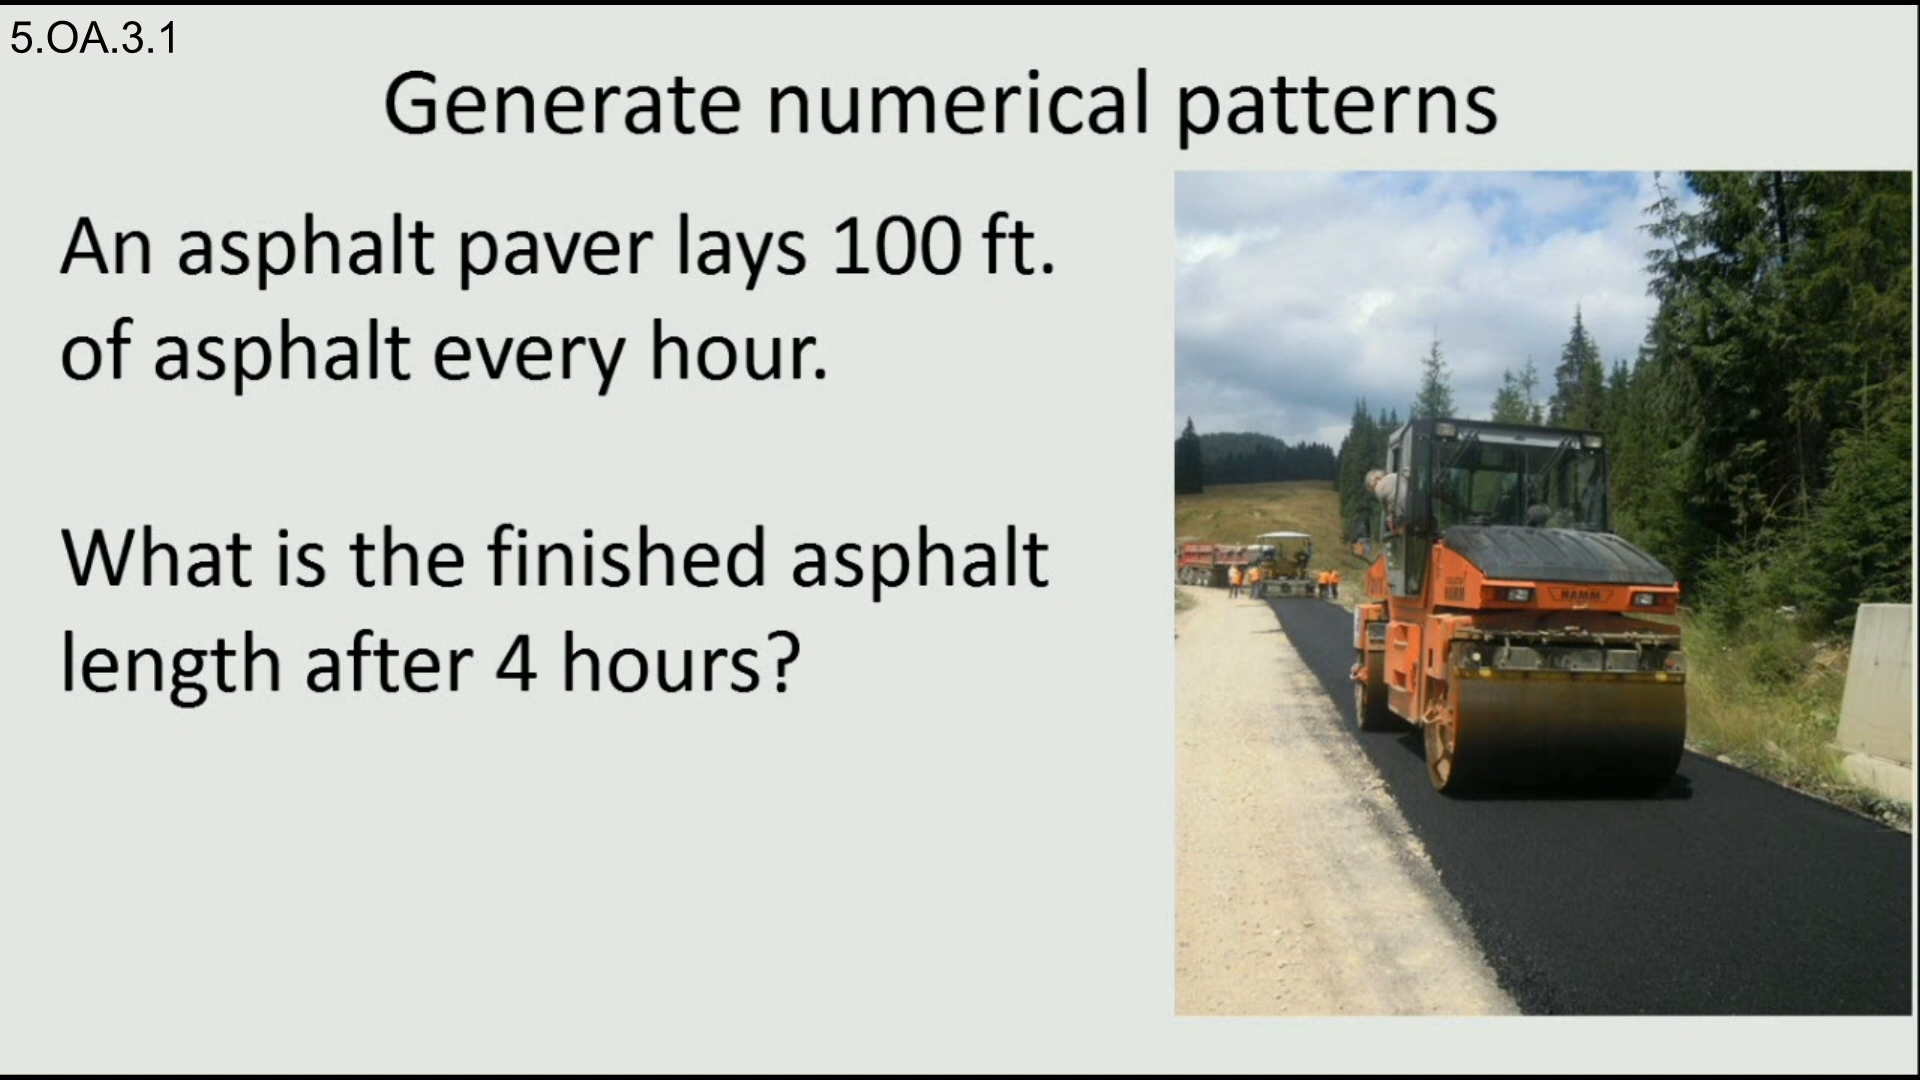 5.OA.3.1
Generate numerical patterns
An asphalt paver lays 100 ft.
of asphalt every hour.
What is the finished asphalt
length after 4 hours?
HAMM